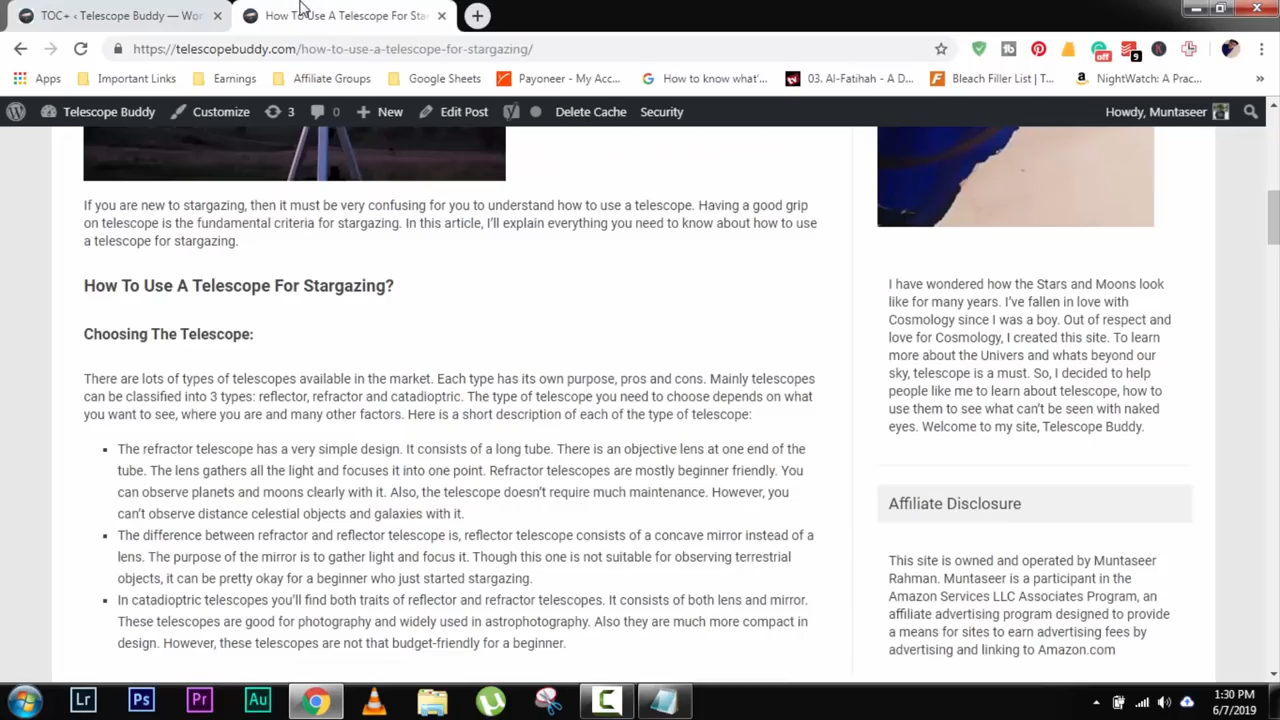 TOC+ ‹ Telescope Buddy — Wor
How To Use A Telescope For Star
https://telescopebuddy.com/how-to-use-a-telescope-for-stargazing/
off
9
Apps
Important Links
Earnings
Affiliate Groups
Google Sheets
Payoneer - My Acc...
How to know what'...
03. Al-Fatihah - A D...
Bleach Filler List | T...
NightWatch: A Prac...
»
Telescope Buddy
Customize
3
0
New
Edit Post
Delete Cache
Security
Howdy, Muntaseer
If you are new to stargazing, then it must be very confusing for you to understand how to use a telescope. Having a good grip
on telescope is the fundamental criteria for stargazing. In this article, I'll explain everything you need to know about how to use
a telescope for stargazing.
How To Use A Telescope For Stargazing?
Choosing The Telescope:
There are lots of types of telescopes available in the market. Each type has its own purpose, pros and cons. Mainly telescopes
can be classified into 3 types: reflector, refractor and catadioptric. The type of telescope you need to choose depends on what
you want to see, where you are and many other factors. Here is a short description of each of the type of telescope:
The refractor telescope has a very simple design. It consists of a long tube. There is an objective lens at one end of the
tube. The lens gathers all the light and focuses it into one point. Refractor telescopes are mostly beginner friendly. You
can observe planets and moons clearly with it. Also, the telescope doesn't require much maintenance. However, you
can't observe distance celestial objects and galaxies with it.
The difference between refractor and reflector telescope is, reflector telescope consists of a concave mirror instead of a
lens. The purpose of the mirror is to gather light and focus it. Though this one is not suitable for observing terrestrial
objects, it can be pretty okay for a beginner who just started stargazing.
In catadioptric telescopes you'll find both traits of reflector and refractor telescopes. It consists of both lens and mirror.
These telescopes are good for photography and widely used in astrophotography. Also they are much more compact in
design. However, these telescopes are not that budget-friendly for a beginner.
I have wondered how the Stars and Moons look
like for many years. I've fallen in love with
Cosmology since I was a boy. Out of respect and
love for Cosmology, I created this site. To learn
more about the Univers and whats beyond our
sky, telescope is a must. So, I decided to help
people like me to learn about telescope, how to
use them to see what can't be seen with naked
eyes. Welcome to my site, Telescope Buddy.
Affiliate Disclosure
This site is owned and operated by Muntaseer
Rahman. Muntaseer is a participant in the
Amazon Services LLC Associates Program, an
affiliate advertising program designed to provide
a means for sites to earn advertising fees by
advertising and linking to Amazon.com
Lr
Ps
Pr
Au
1:30 PM
6/7/2019